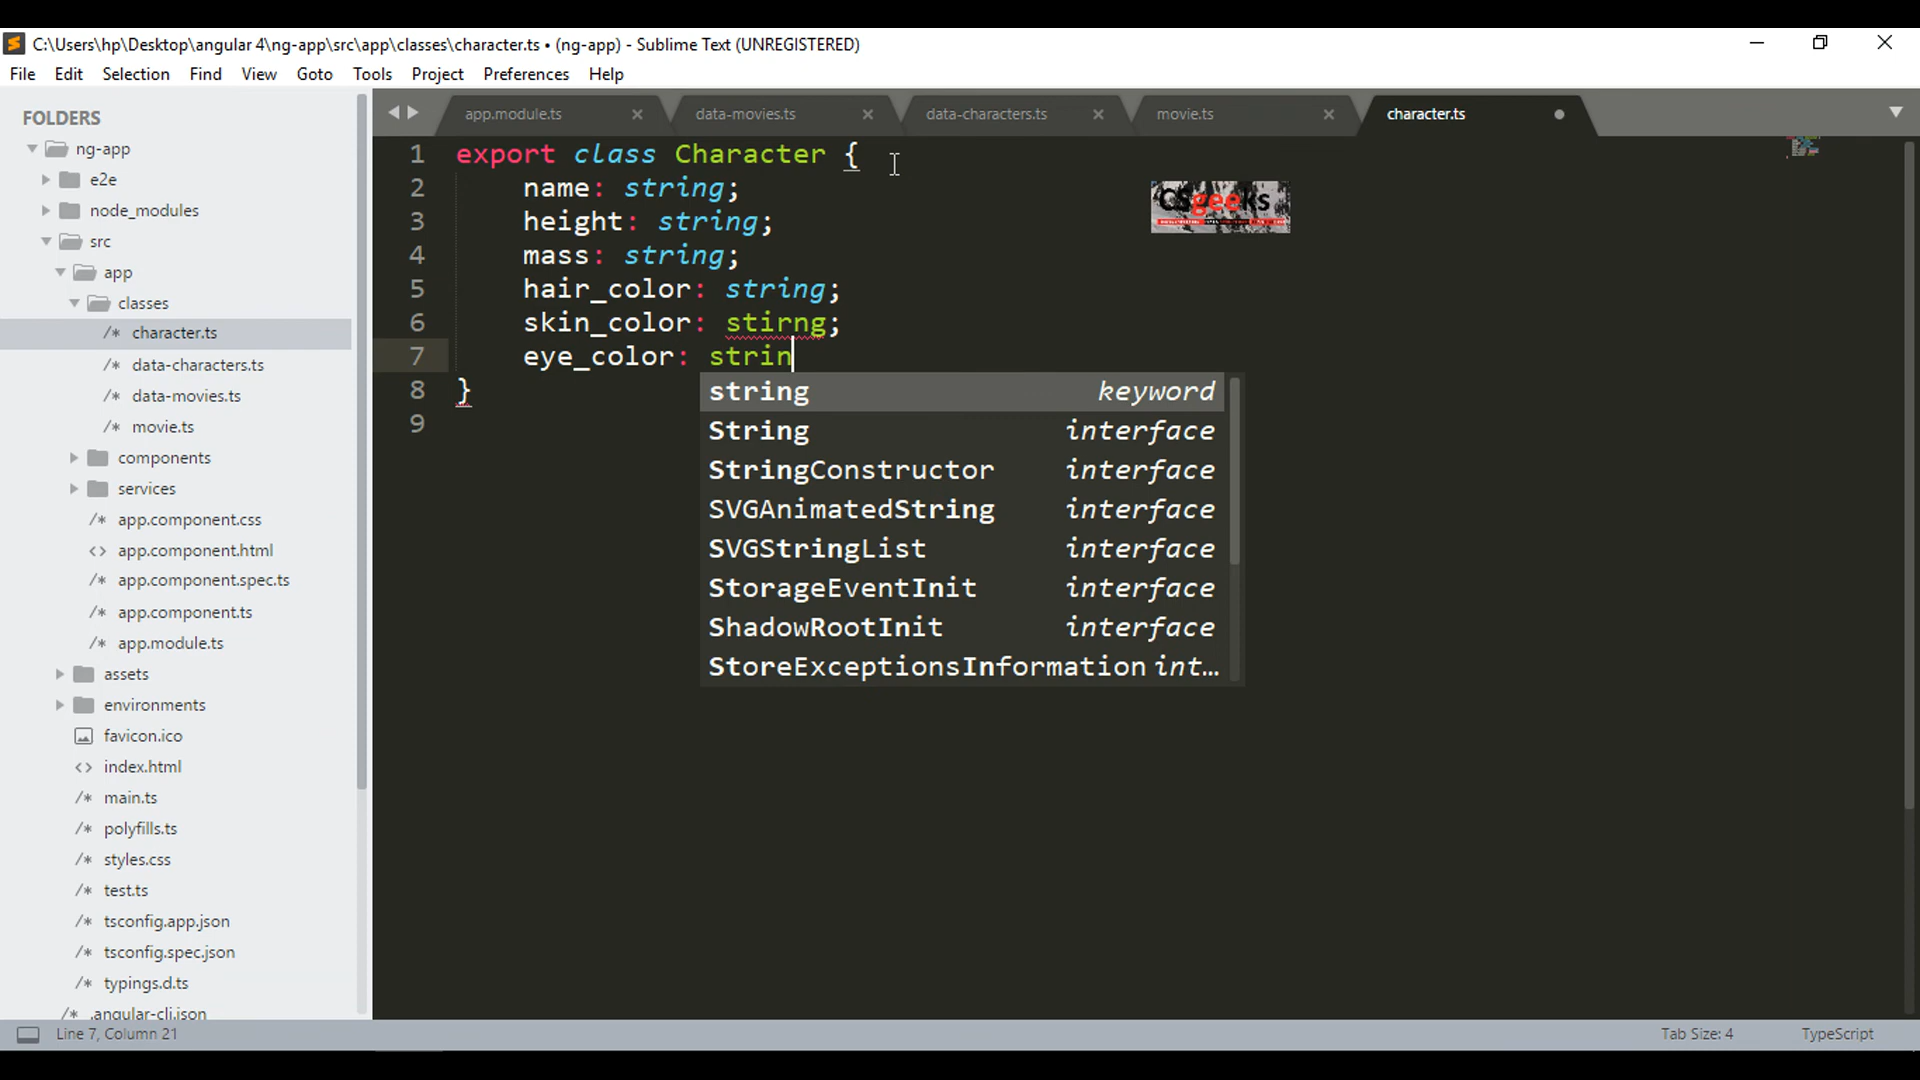 C:\Users\hp\Desktop\angular 4\ng-app\src\app\classes\character.ts • (ng-app) - Sublime Text (UNREGISTERED)
File Edit Selection Find View Goto Tools Project Preferences Help
FOLDERS
ng-app
e2e
node_modules
src
app
classes
/* character.ts
/* data-characters.ts
/* data-movies.ts
/* movie.ts
components
services
/* app.component.css
<> app.component.html
/* app.component.spec.ts
/* app.component.ts
/* app.module.ts
assets
environments
favicon.ico
<> index.html
/* main.ts
/* polyfills.ts
/* styles.css
/* test.ts
/* tsconfig.app.json
/* tsconfig.spec.json
/* typings.d.ts
/* .angular-cli.json
app.module.ts × data-movies.ts × data-characters.ts × movie.ts × character.ts
1 export class Character {
2 name: string;
3 height: string;
4 mass: string;
5 hair_color: string;
6 skin_color: stirng;
7 eye_color: strin
8 }
9
CSgeeks
string keyword
String interface
StringConstructor interface
SVGAnimatedString interface
SVGStringList interface
StorageEventInit interface
ShadowRootInit interface
StoreExceptionsInformation int…
Line 7, Column 21 Tab Size: 4 TypeScript